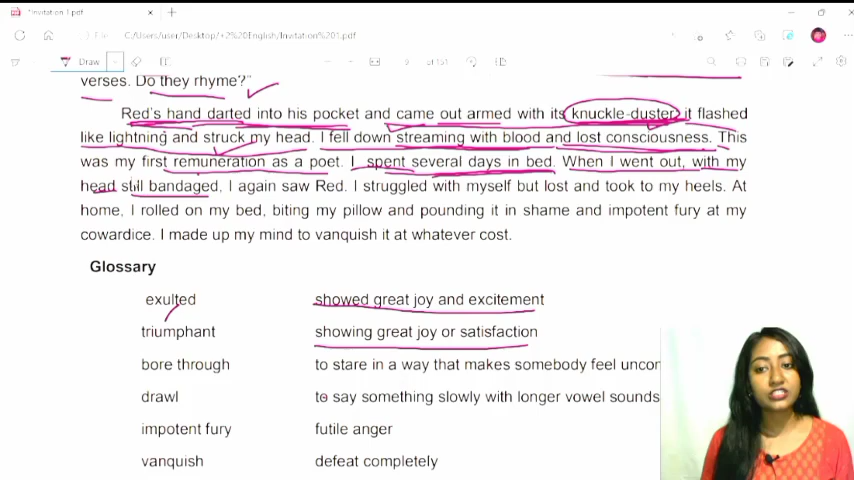 Invitation 1.pdf
File C:/Users/user/Desktop/+2%20English/Invitation%201.pdf
Draw 9 of 151
verses. Do they rhyme?"
Red's hand darted into his pocket and came out armed with its knuckle-duster, it flashed
like lightning and struck my head. I fell down streaming with blood and lost consciousness. This
was my first remuneration as a poet. I spent several days in bed. When I went out, with my
head still bandaged, I again saw Red. I struggled with myself but lost and took to my heels. At
home, I rolled on my bed, biting my pillow and pounding it in shame and impotent fury at my
cowardice. I made up my mind to vanquish it at whatever cost.
Glossary
exulted showed great joy and excitement
triumphant showing great joy or satisfaction
bore through to stare in a way that makes somebody feel uncom
drawl to say something slowly with longer vowel sounds
impotent fury futile anger
vanquish defeat completely